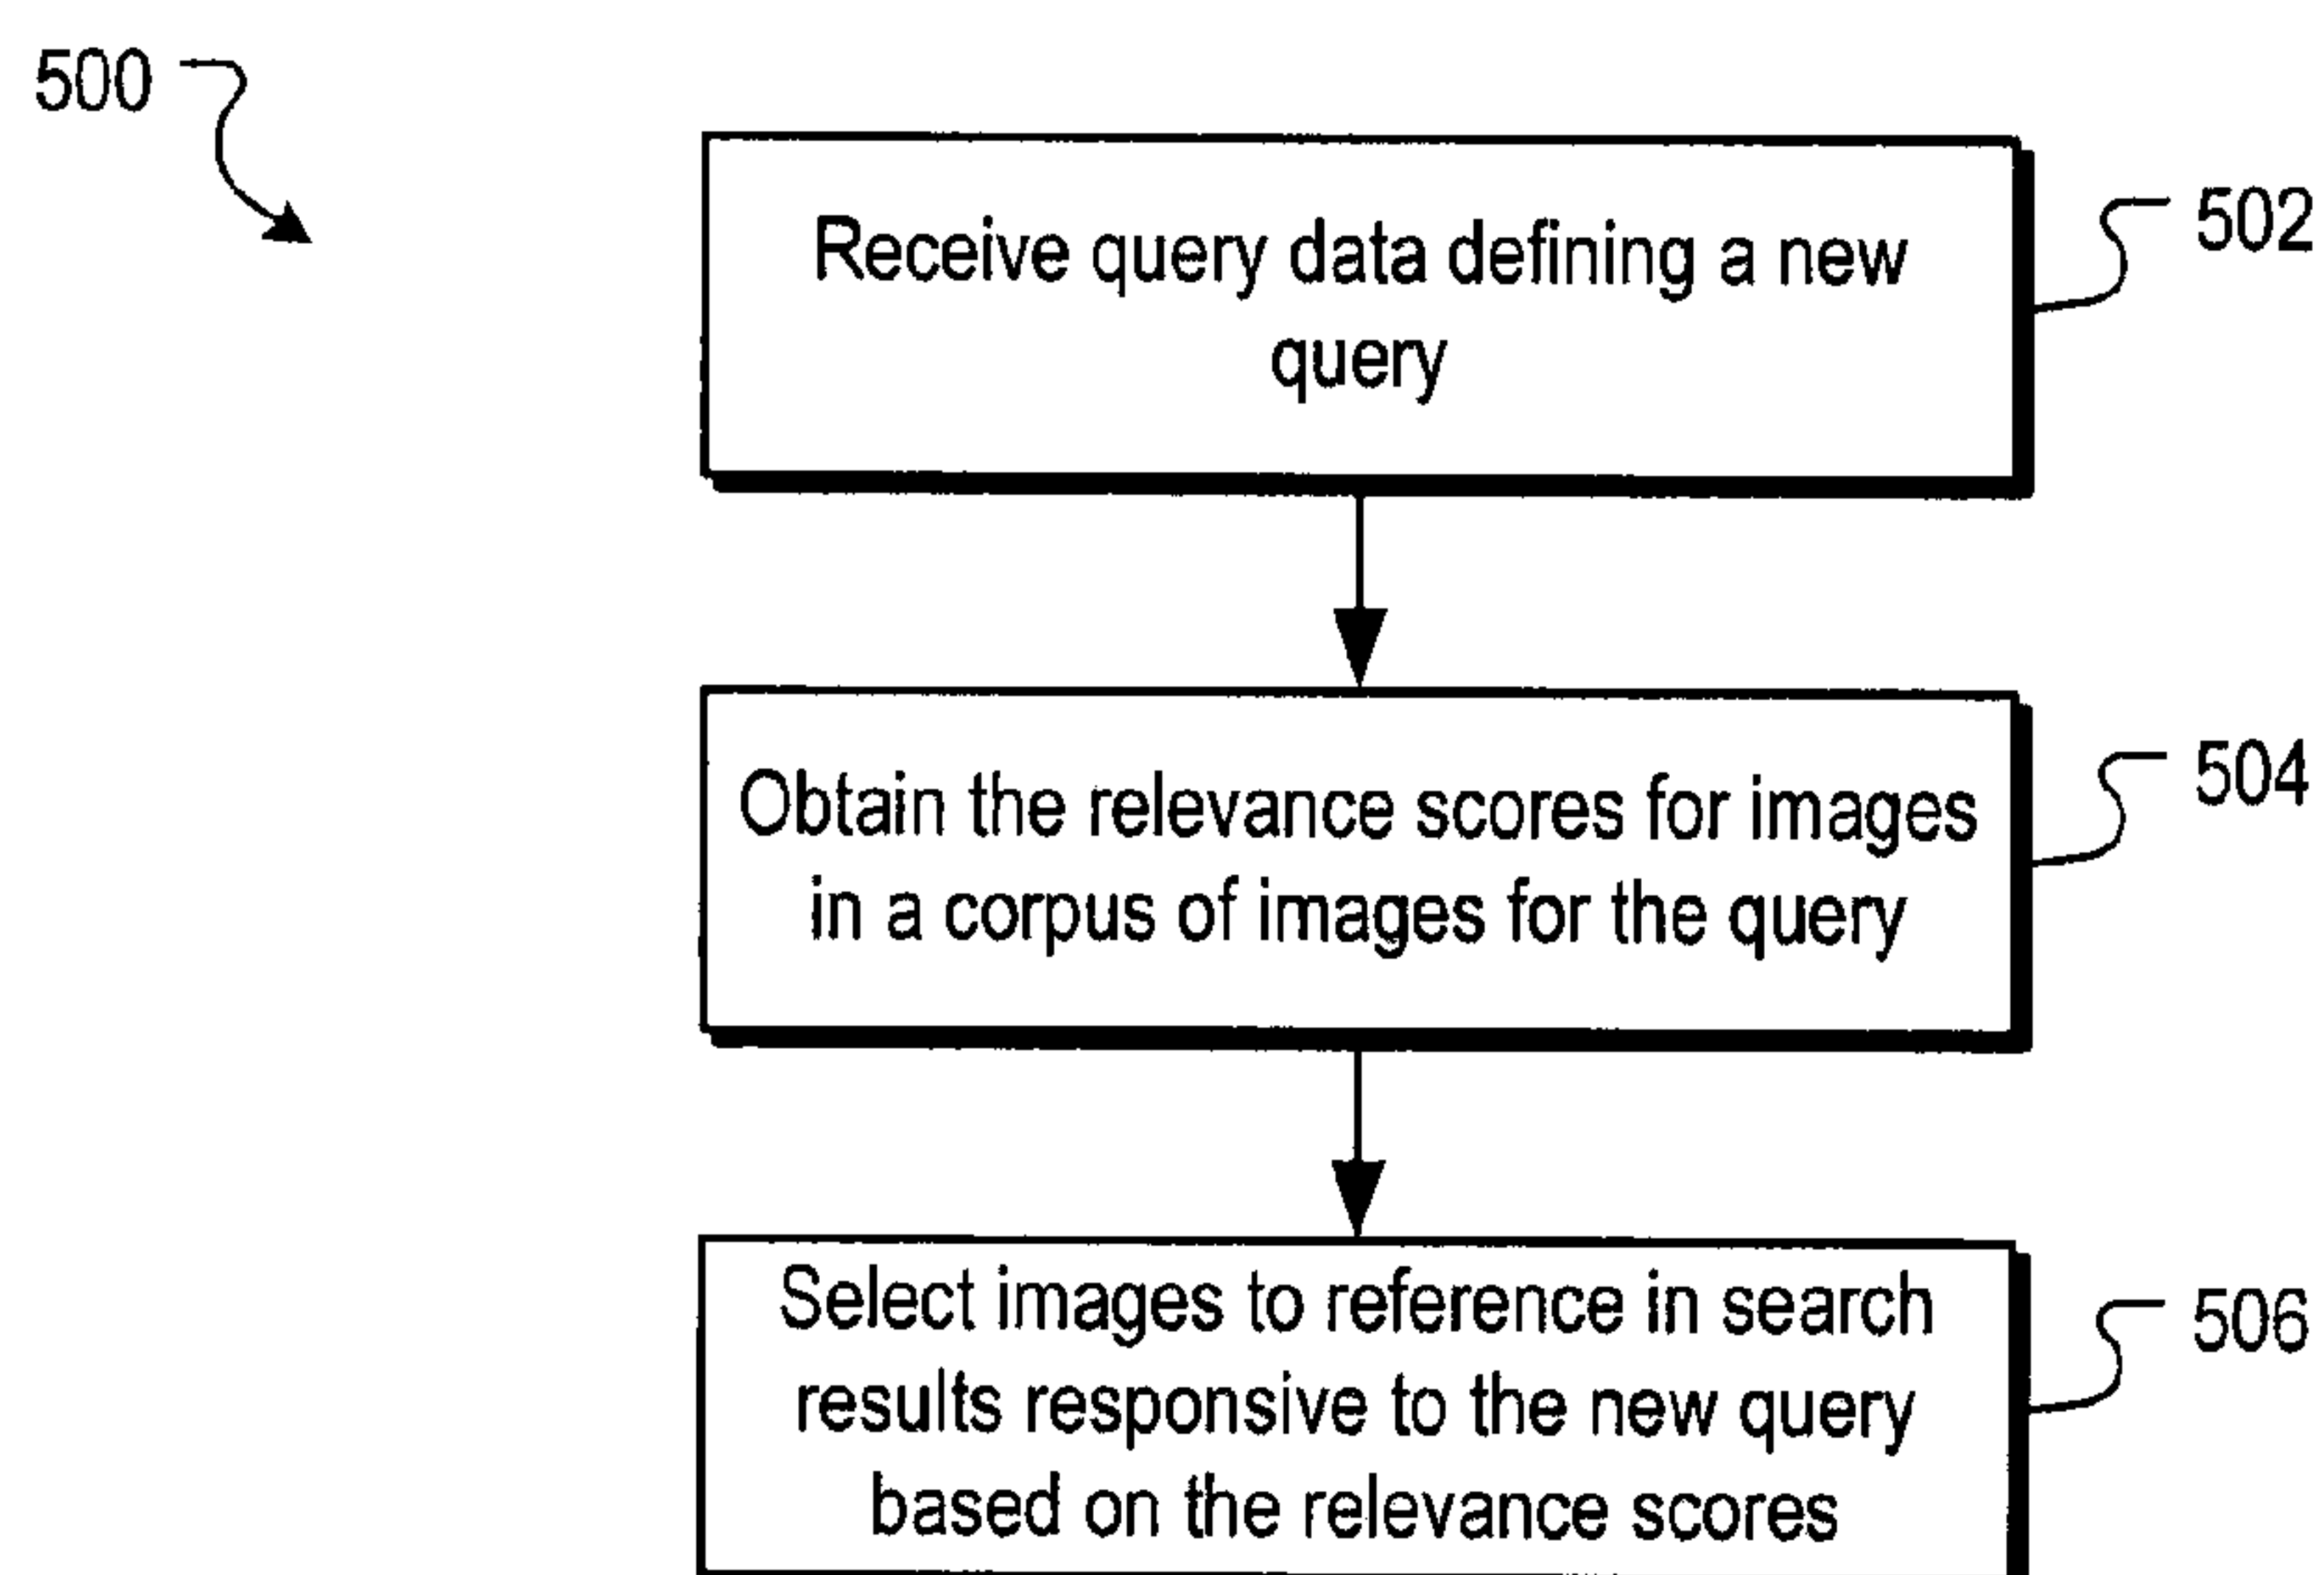 500
Receive query data defining a new
query
502
Obtain the relevance scores for images
in a corpus of images for the query
504
Select images to reference in search
results responsive to the new query
based on the relevance scores
506